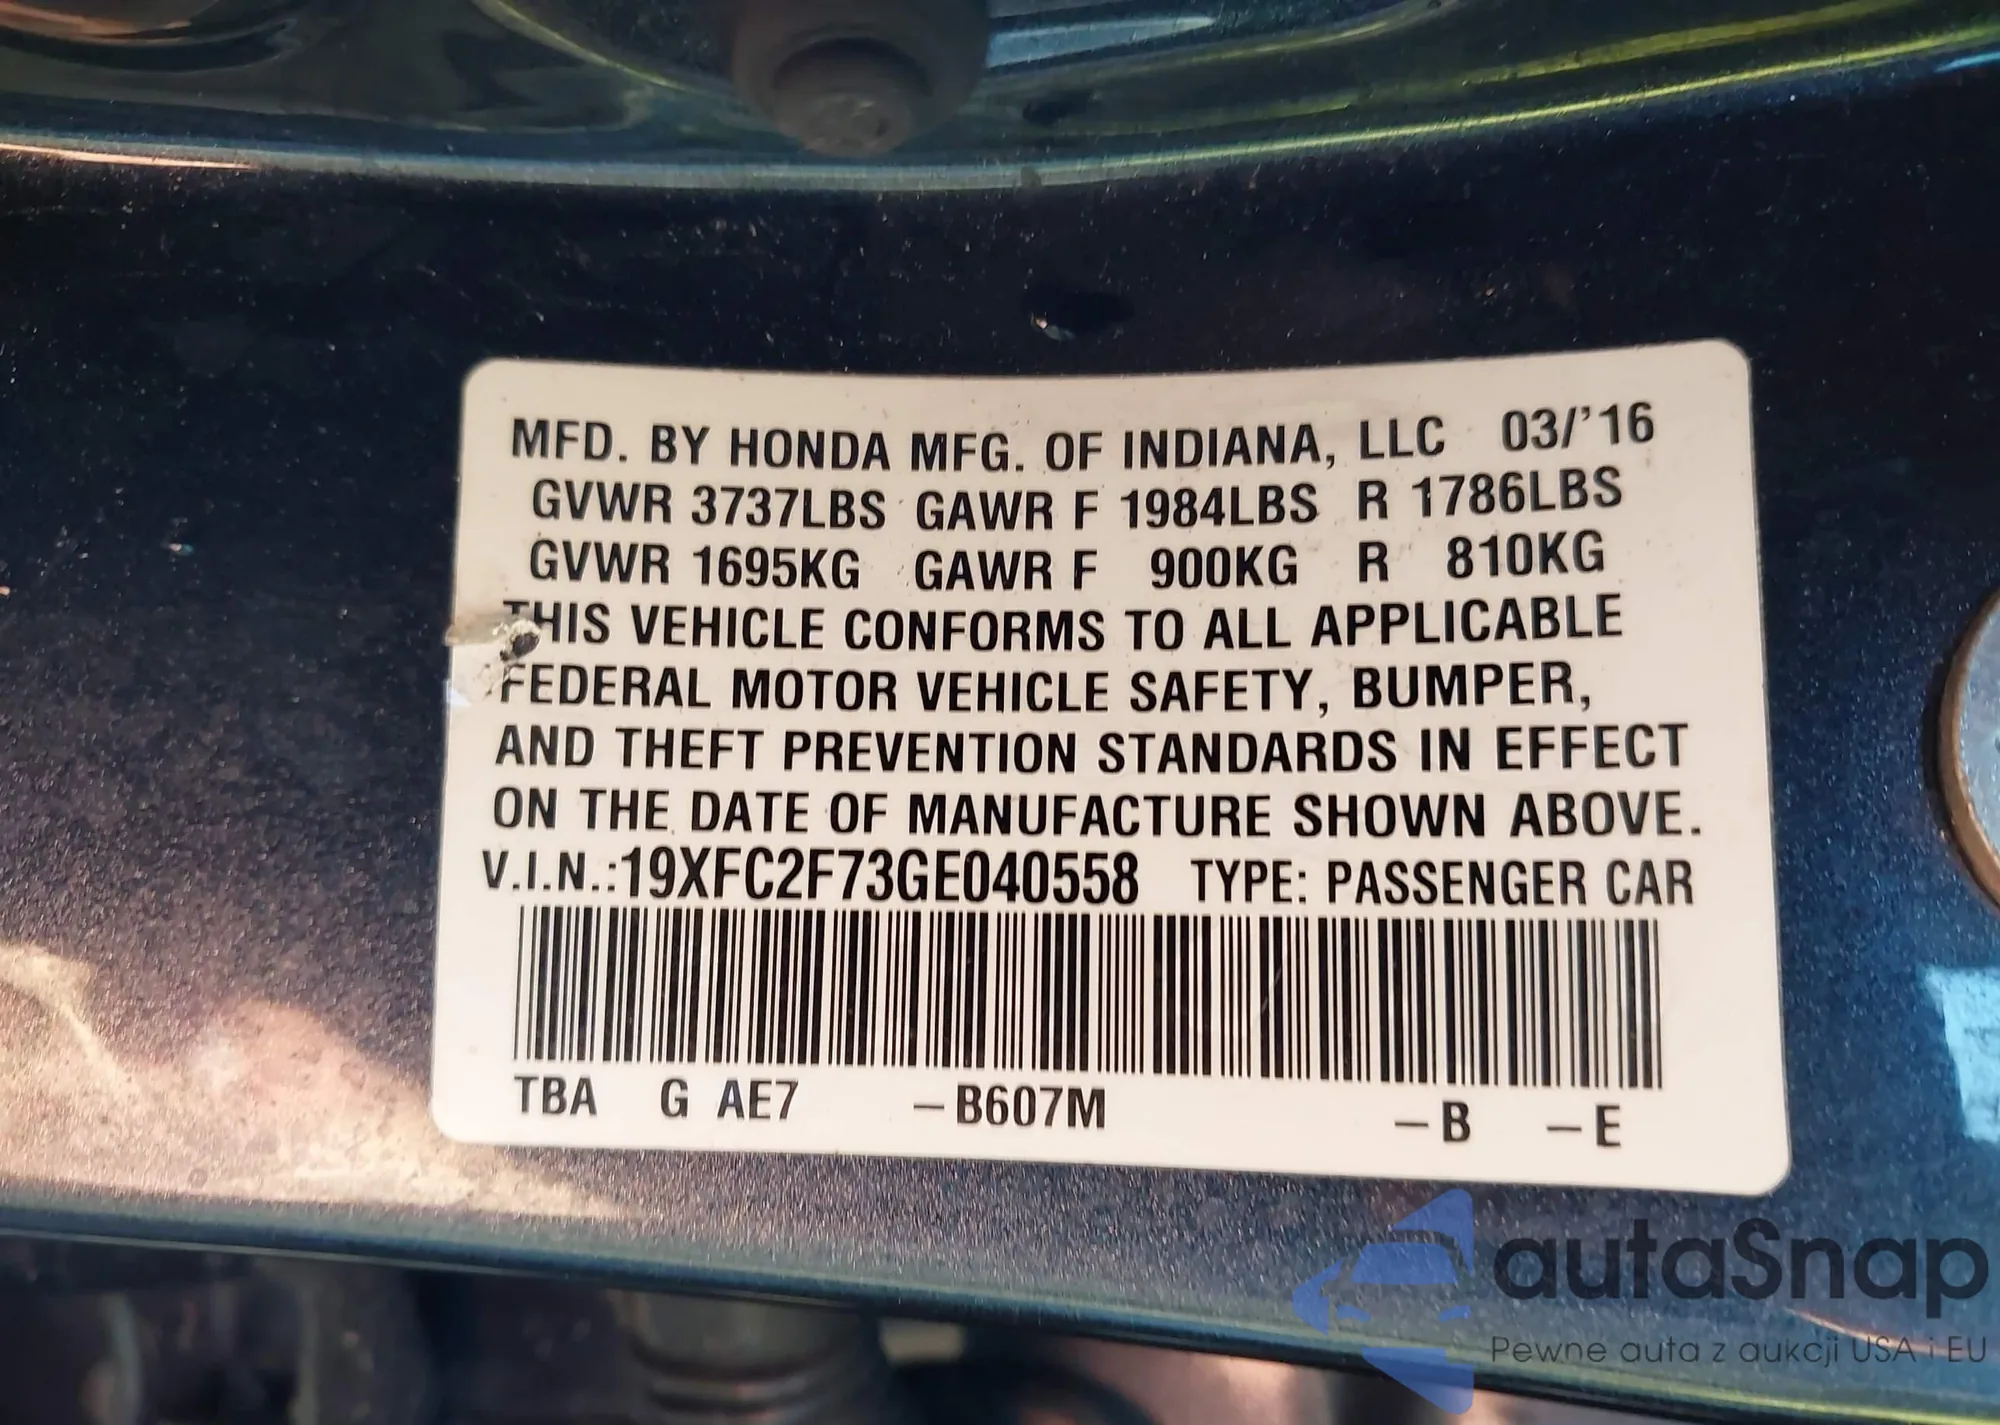 MFD. BY HONDA MFG. OF INDIANA, LLC 03/'16
GVWR 3737LBS GAWR F 1984LBS R 1786LBS
GVWR 1695KG GAWR F 900KG R 810KG
THIS VEHICLE CONFORMS TO ALL APPLICABLE
FEDERAL MOTOR VEHICLE SAFETY, BUMPER,
AND THEFT PREVENTION STANDARDS IN EFFECT
ON THE DATE OF MANUFACTURE SHOWN ABOVE.
V.I.N.:19XFC2F73GE040558 TYPE: PASSENGER CAR
TBA G AE7 –B607M –B –E
autaSnap
Pewne auta z aukcji USA i EU